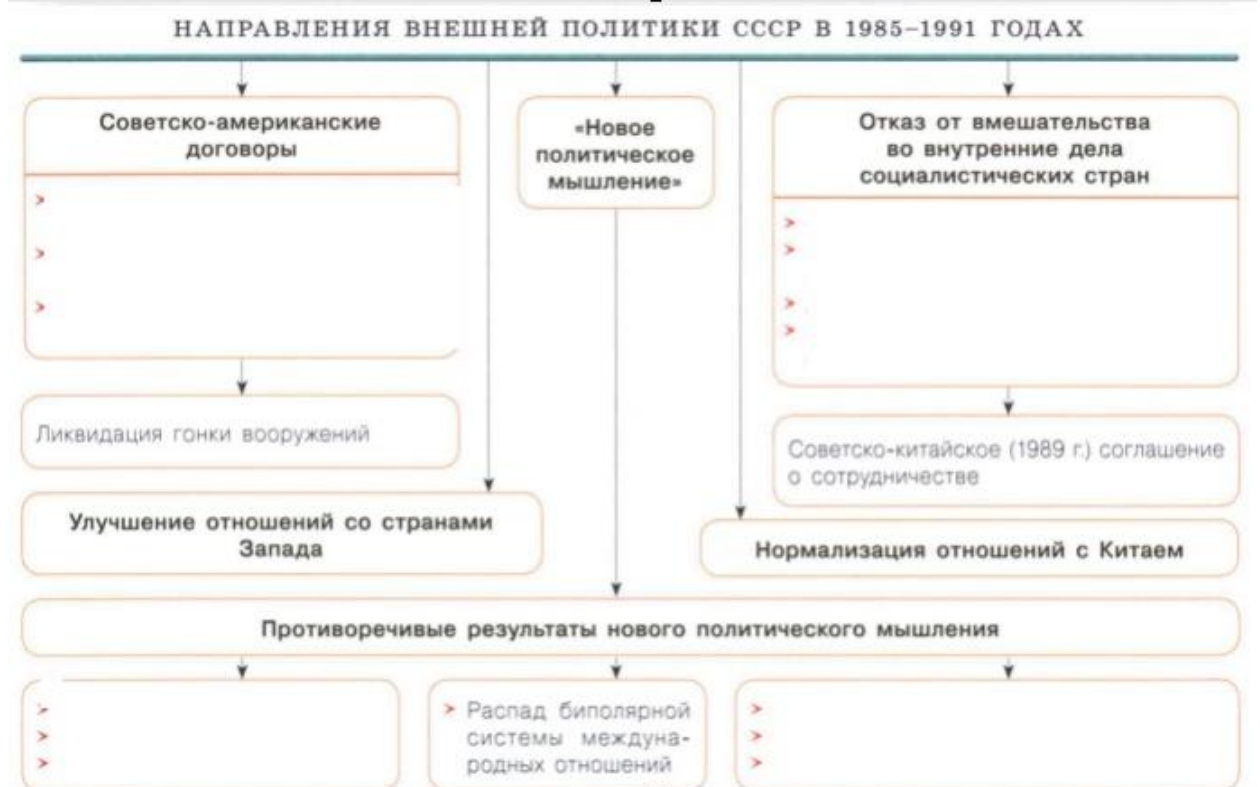 НАПРАВЛЕНИЯ ВНЕШНЕЙ ПОЛИТИКИ СССР В 1985–1991 ГОДАХ
Советско-американские
договоры
«Новое
политическое
мышление»
Отказ от вмешательства
во внутренние дела
социалистических стран
Ликвидация гонки вооружений
Советско-китайское (1989 г.) соглашение
о сотрудничестве
Улучшение отношений со странами
Запада
Нормализация отношений с Китаем
Противоречивые результаты нового политического мышления
Распад биполярной
системы междуна-
родных отношений